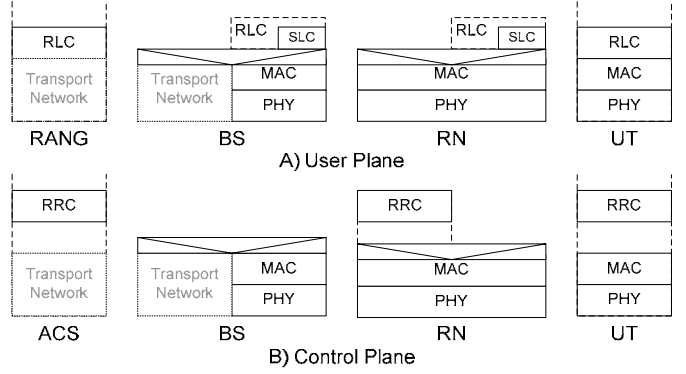 RLC
Transport
Network
RANG
RLC
SLC
Transport
Network
MAC
PHY
BS
RLC
SLC
MAC
PHY
RN
RLC
MAC
PHY
UT
A) User Plane
RRC
Transport
Network
ACS
Transport
Network
MAC
PHY
BS
RRC
MAC
PHY
RN
RRC
MAC
PHY
UT
B) Control Plane